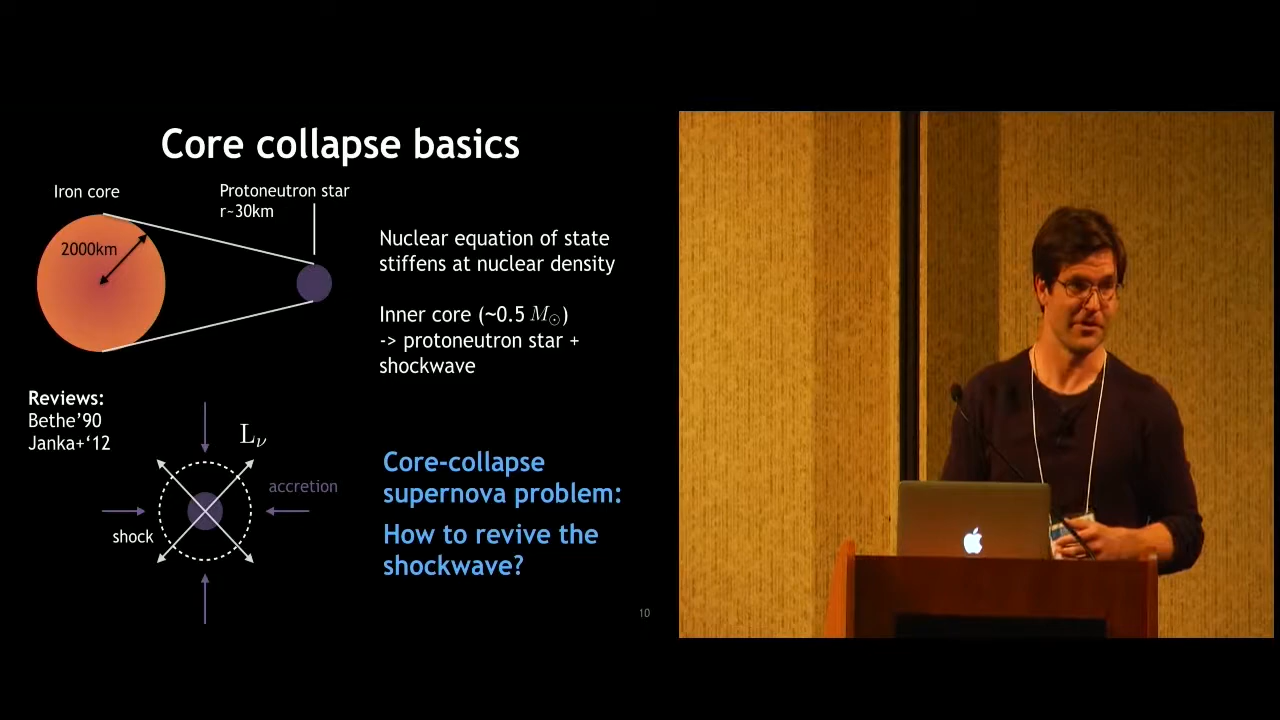 Core collapse basics
Iron core
Protoneutron star
r~30km
2000km
Nuclear equation of state
stiffens at nuclear density
Inner core (~0.5 M☉)
-> protoneutron star +
shockwave
Reviews:
Bethe’90
Janka+‘12
Lν
accretion
shock
Core-collapse
supernova problem:
How to revive the
shockwave?
10